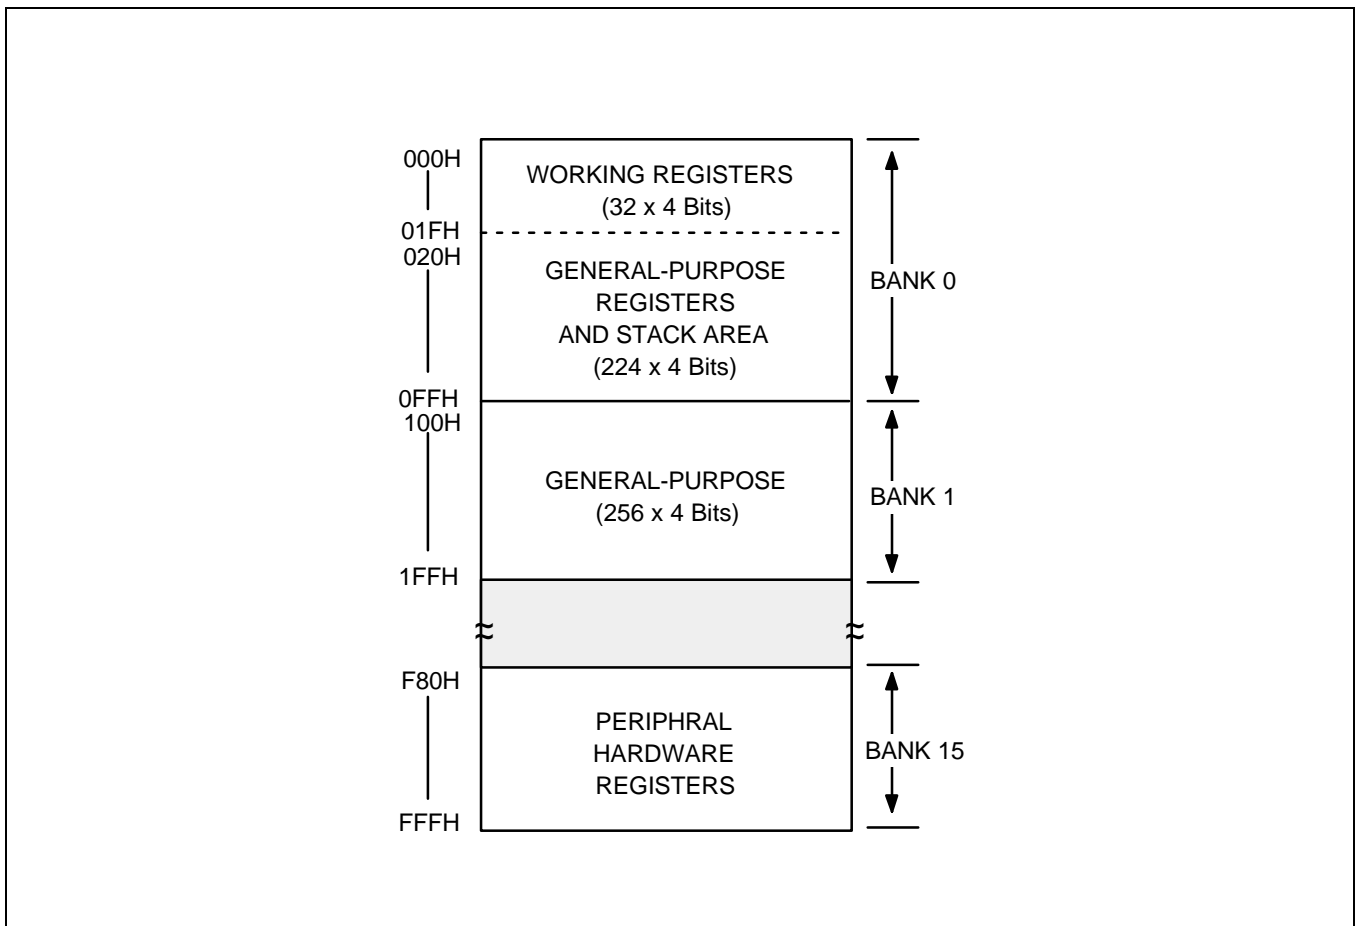 000H
WORKING REGISTERS
(32 x 4 Bits)
01FH
020H
GENERAL-PURPOSE
REGISTERS
AND STACK AREA
(224 x 4 Bits)
BANK 0
0FFH
100H
GENERAL-PURPOSE
(256 x 4 Bits)
BANK 1
1FFH
F80H
PERIPHRAL
HARDWARE
REGISTERS
BANK 15
FFFH